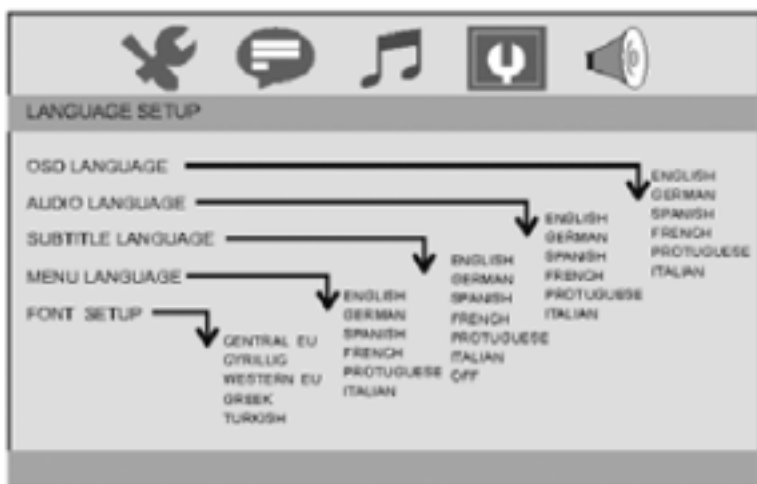 LANGUAGE SETUP
OSD LANGUAGE
ENGLISH
GERMAN
SPANISH
FRENCH
PROTUGUESE
ITALIAN
AUDIO LANGUAGE
ENGLISH
GERMAN
SPANISH
FRENCH
PROTUGUESE
ITALIAN
SUBTITLE LANGUAGE
ENGLISH
GERMAN
SPANISH
FRENCH
PROTUGUESE
ITALIAN
OFF
MENU LANGUAGE
ENGLISH
GERMAN
SPANISH
FRENCH
PROTUGUESE
ITALIAN
FONT SETUP
CENTRAL EU
CYRILLIG
WESTERN EU
GREEK
TURKISH